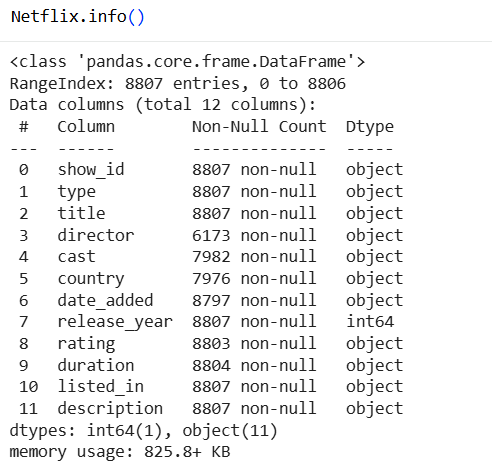 Netflix.info()
<class 'pandas.core.frame.DataFrame'>
RangeIndex: 8807 entries, 0 to 8806
Data columns (total 12 columns):
 #   Column        Non-Null Count  Dtype
---  ------        --------------  -----
 0   show_id       8807 non-null   object
 1   type          8807 non-null   object
 2   title         8807 non-null   object
 3   director      6173 non-null   object
 4   cast          7982 non-null   object
 5   country       7976 non-null   object
 6   date_added    8797 non-null   object
 7   release_year  8807 non-null   int64
 8   rating        8803 non-null   object
 9   duration      8804 non-null   object
 10  listed_in     8807 non-null   object
 11  description   8807 non-null   object
dtypes: int64(1), object(11)
memory usage: 825.8+ KB